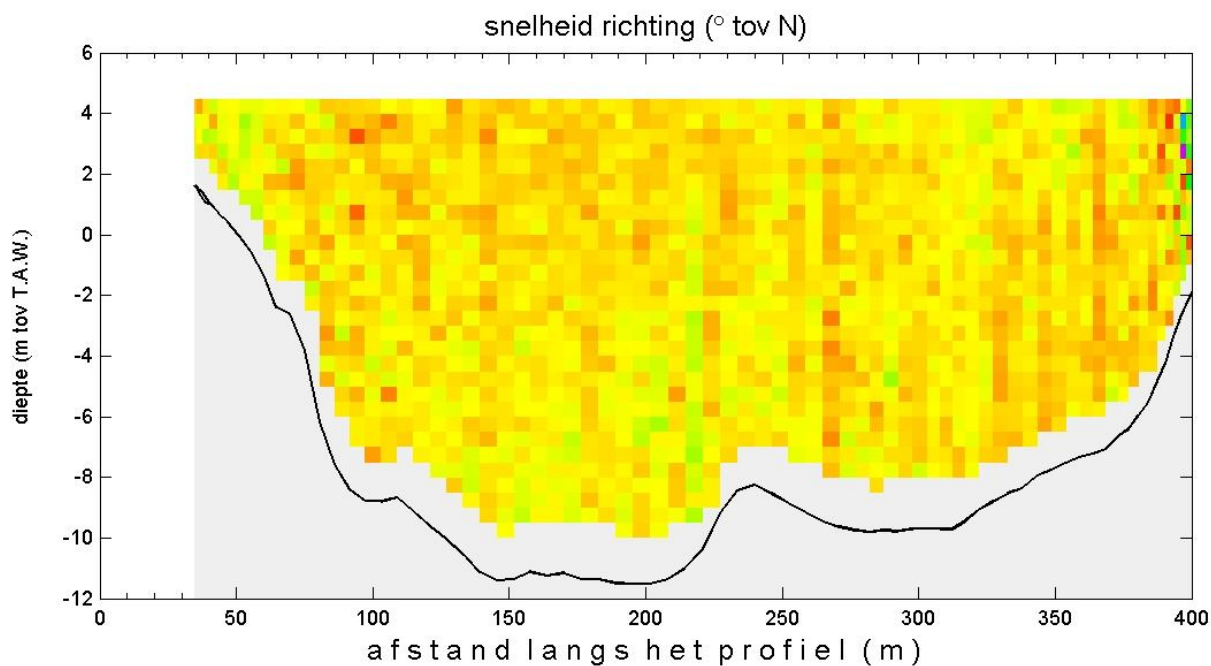 snelheid richting (° tov N)
6
4
2
0
-2
-4
-6
-8
-10
-12
diepte (m tov T.A.W.)
0 50 100 150 200 250 300 350 400
afstand langs het profiel (m)